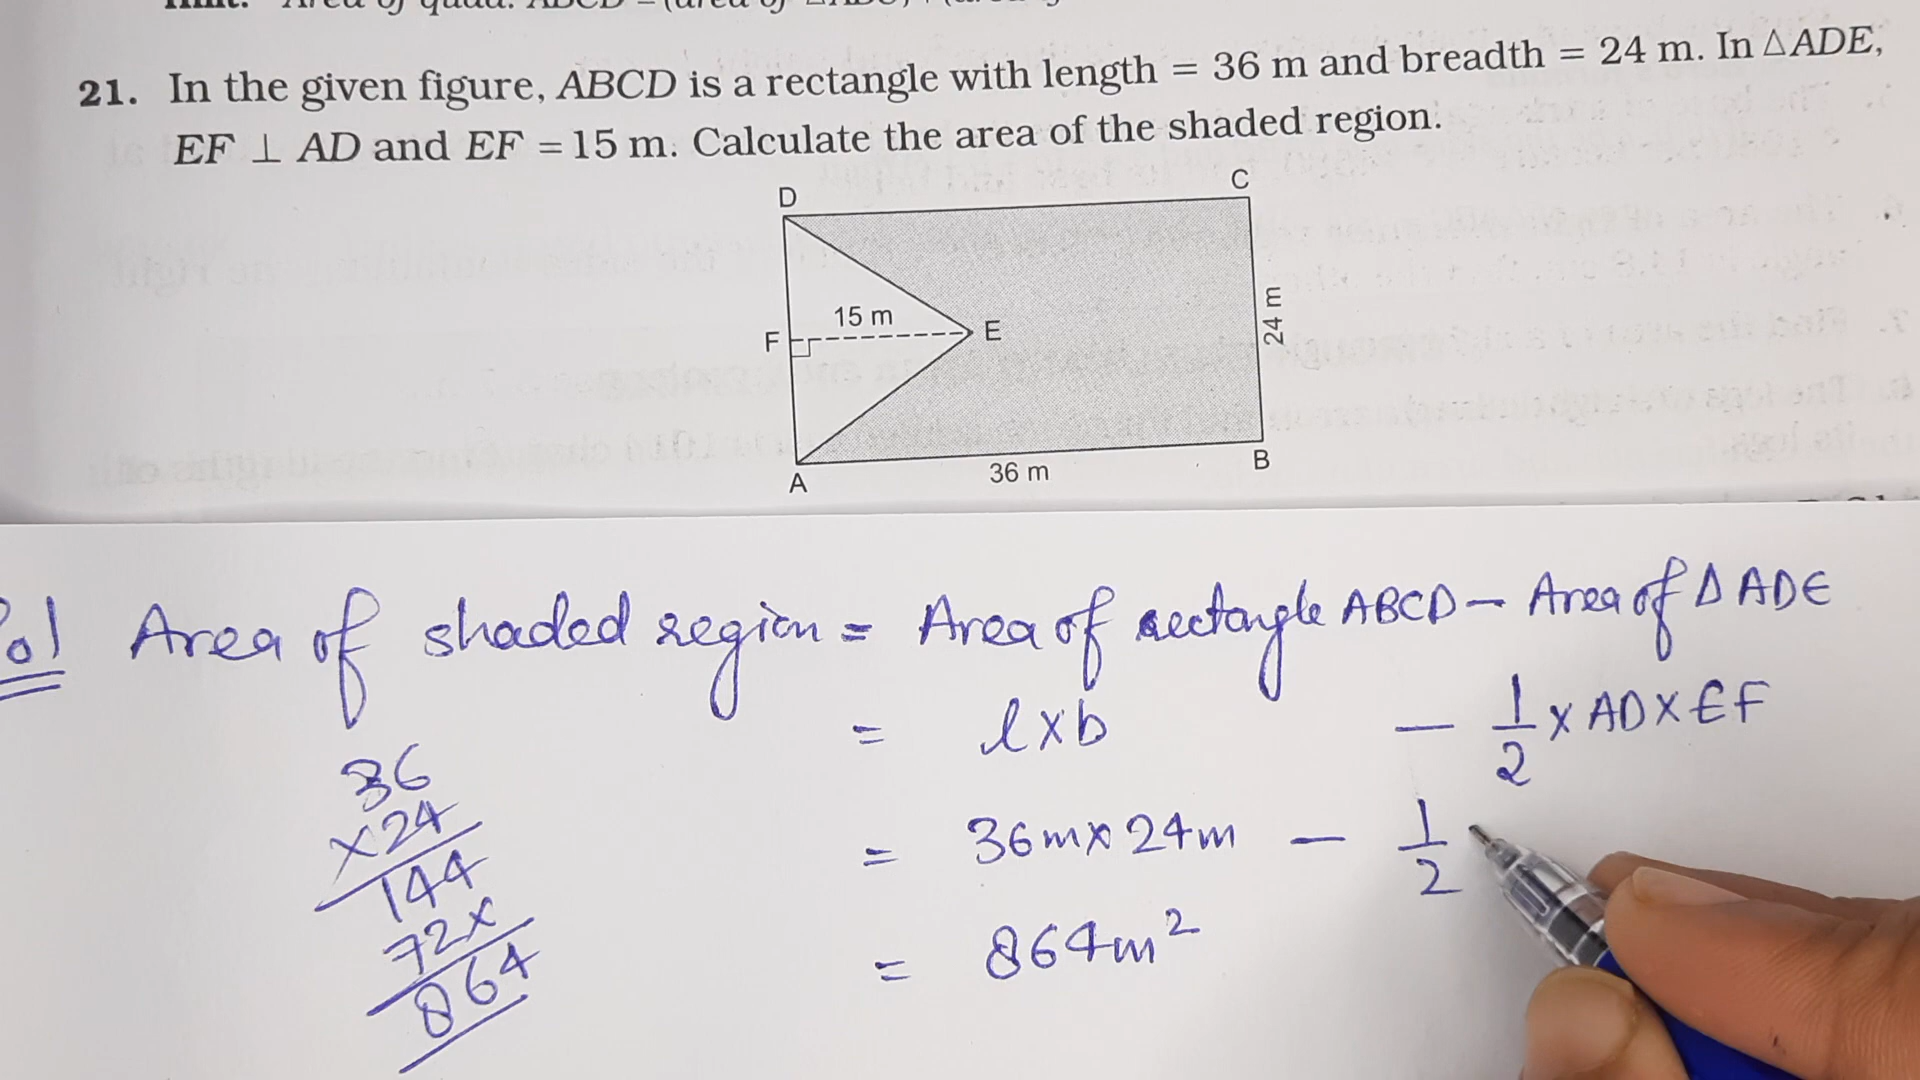 21. In the given figure, ABCD is a rectangle with length = 36 m and breadth = 24 m. In △ADE,
EF ⊥ AD and EF = 15 m. Calculate the area of the shaded region.
D
C
15 m
F
E
24 m
A
36 m
B
Area of shaded region = Area of rectangle ABCD – Area of Δ ADE
= l×b – 1/2 × AD × EF
= 36m × 24m – 1/2
= 864m²
36
×24
144
72×
864